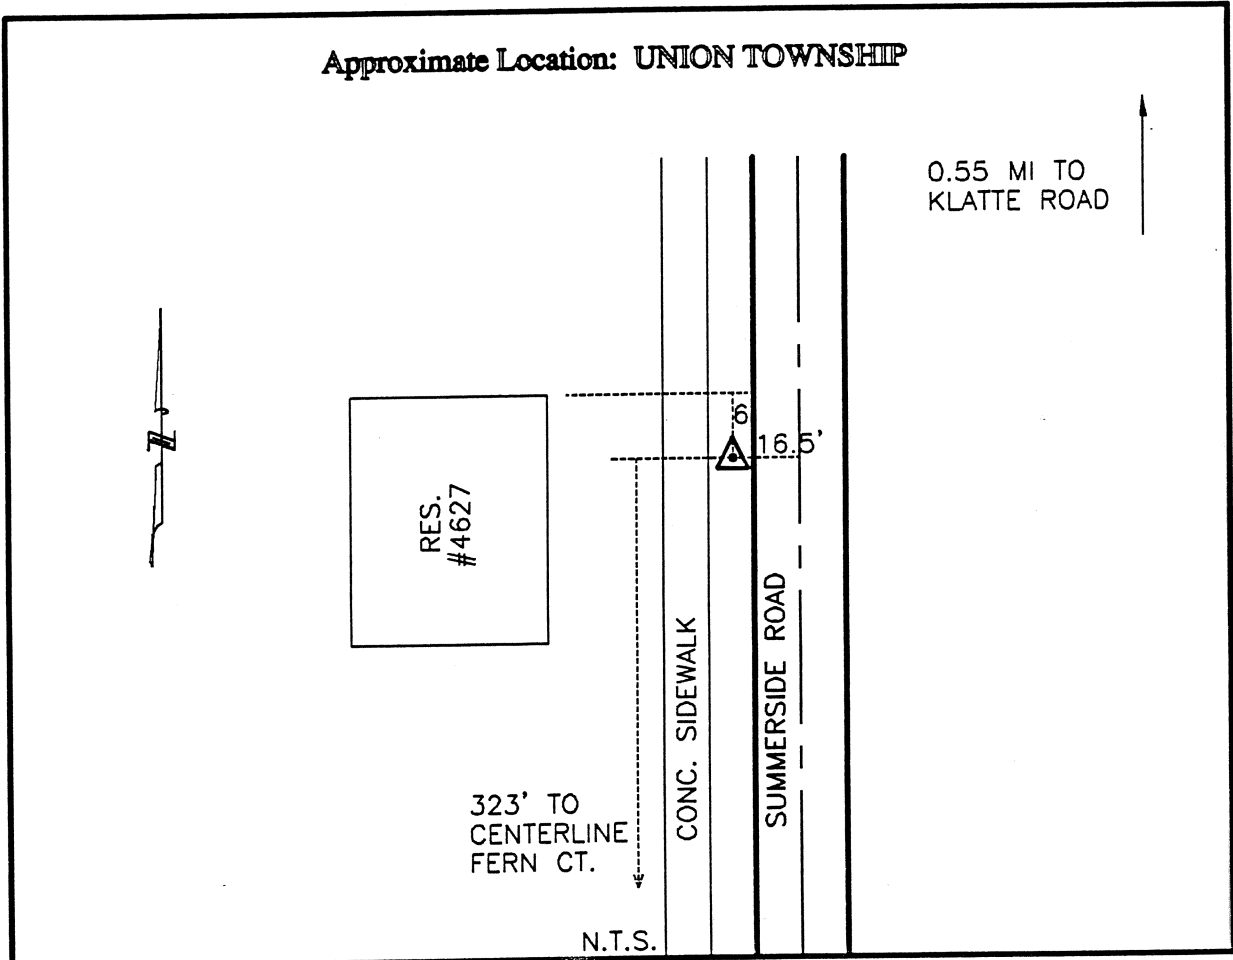 Approximate Location: UNION TOWNSHIP
0.55 MI TO
KLATTE ROAD
N
6
16.5'
RES.
#4627
CONC. SIDEWALK
SUMMERSIDE ROAD
323' TO
CENTERLINE
FERN CT.
N.T.S.